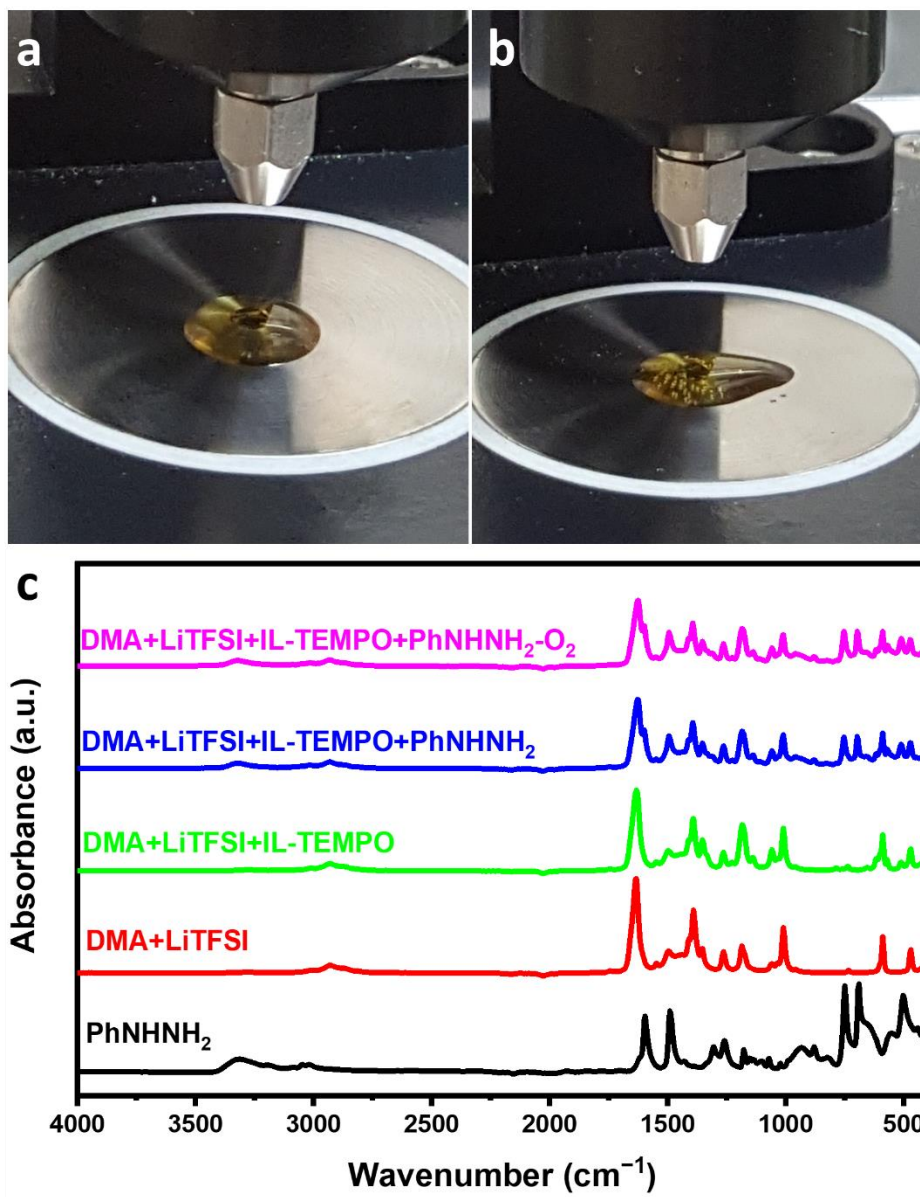 a
b
c
DMA+LiTFSI+IL-TEMPO+PhNHNH₂-O₂
DMA+LiTFSI+IL-TEMPO+PhNHNH₂
DMA+LiTFSI+IL-TEMPO
DMA+LiTFSI
PhNHNH₂
Absorbance (a.u.)
4000 3500 3000 2500 2000 1500 1000 500
Wavenumber (cm⁻¹)